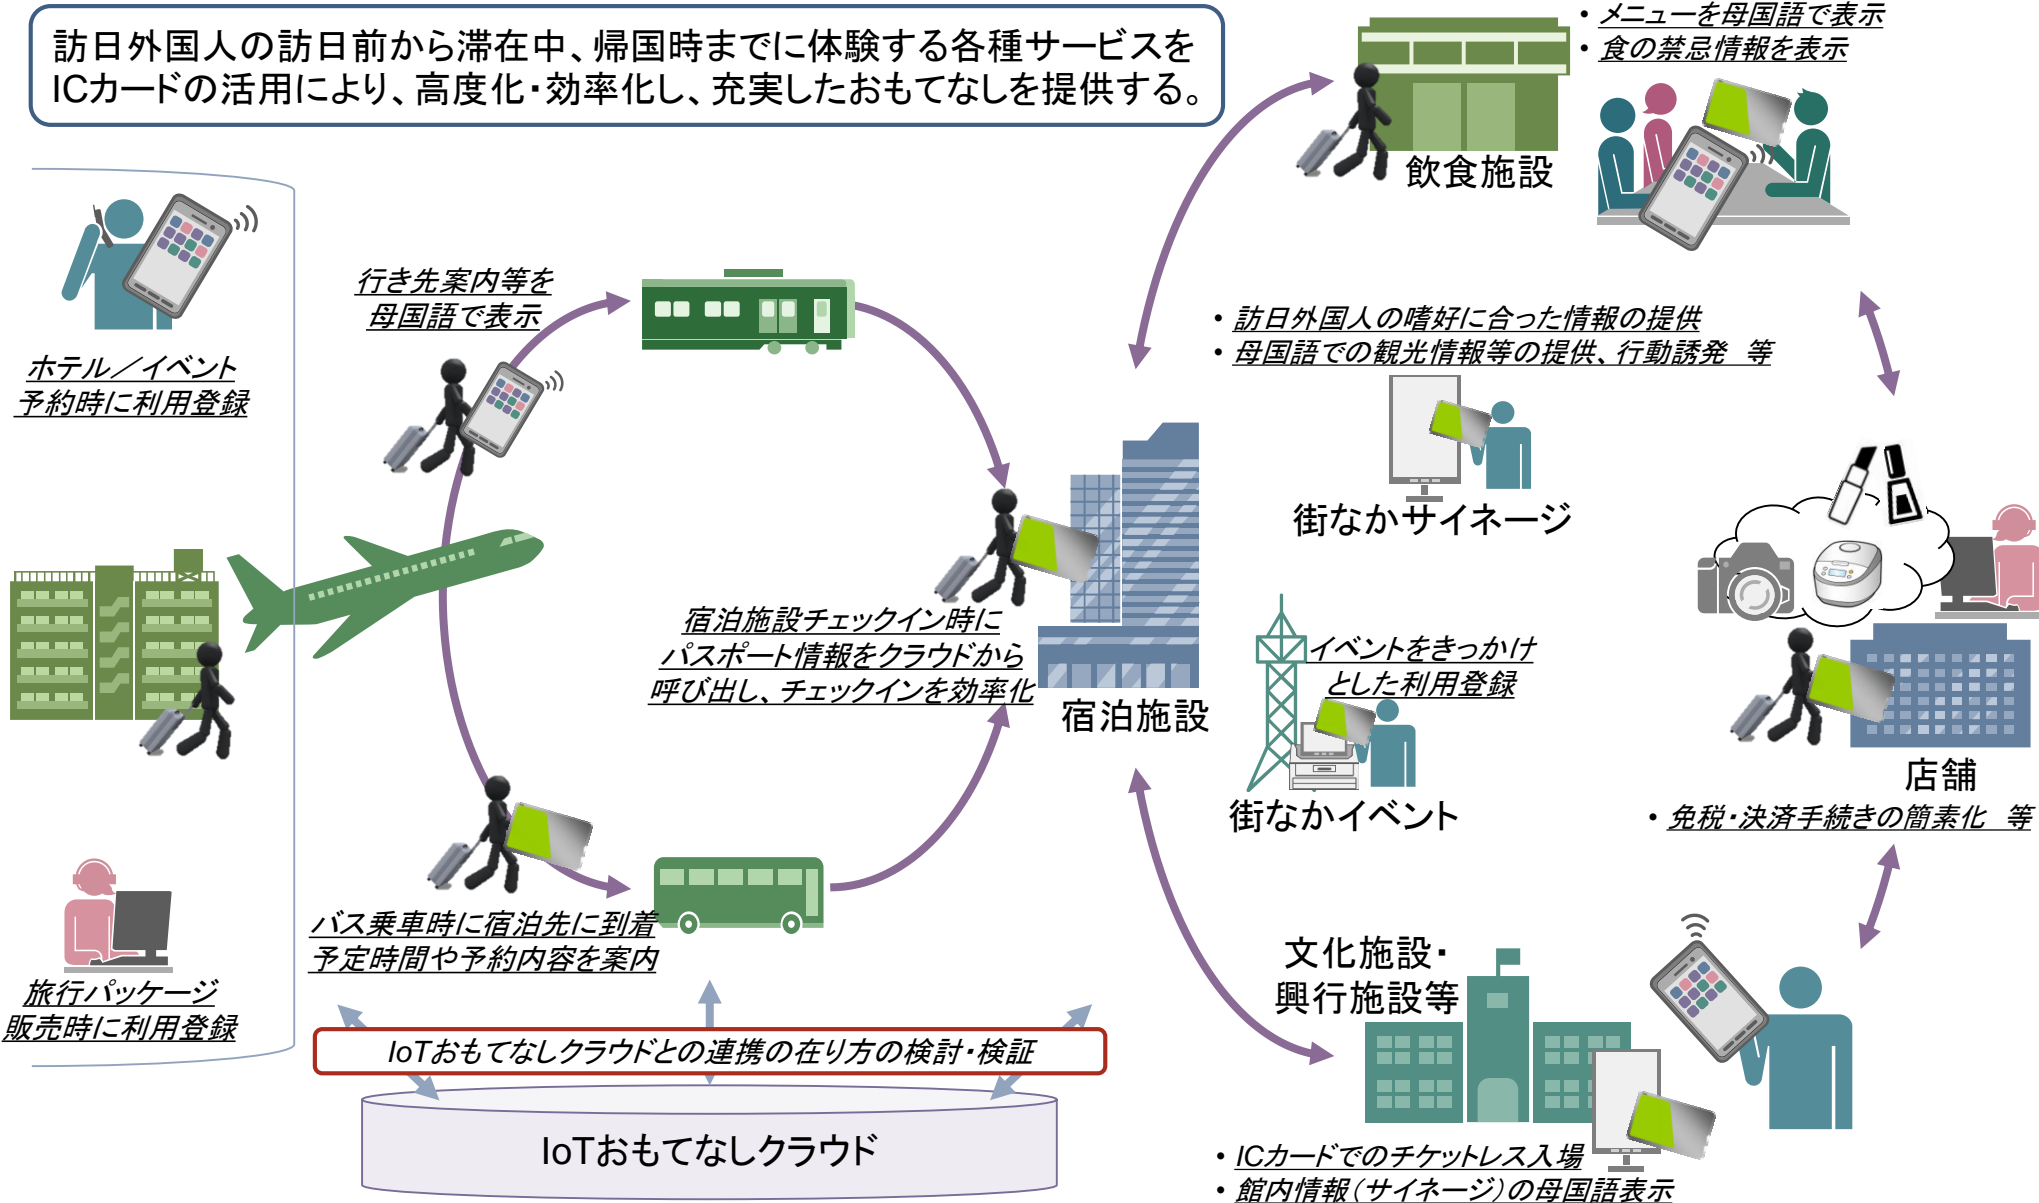 訪日外国人の訪日前から滞在中、帰国時までに体験する各種サービスを
ICカードの活用により、高度化・効率化し、充実したおもてなしを提供する。
ホテル／イベント
予約時に利用登録
旅行パッケージ
販売時に利用登録
行き先案内等を
母国語で表示
バス乗車時に宿泊先に到着
予定時間や予約内容を案内
宿泊施設チェックイン時に
パスポート情報をクラウドから
呼び出し、チェックインを効率化
宿泊施設
IoTおもてなしクラウドとの連携の在り方の検討・検証
IoTおもてなしクラウド
飲食施設
• メニューを母国語で表示
• 食の禁忌情報を表示
• 訪日外国人の嗜好に合った情報の提供
• 母国語での観光情報等の提供、行動誘発　等
街なかサイネージ
イベントをきっかけ
とした利用登録
街なかイベント
店舗
• 免税・決済手続きの簡素化　等
文化施設・
興行施設等
• ICカードでのチケットレス入場
• 館内情報（サイネージ）の母国語表示